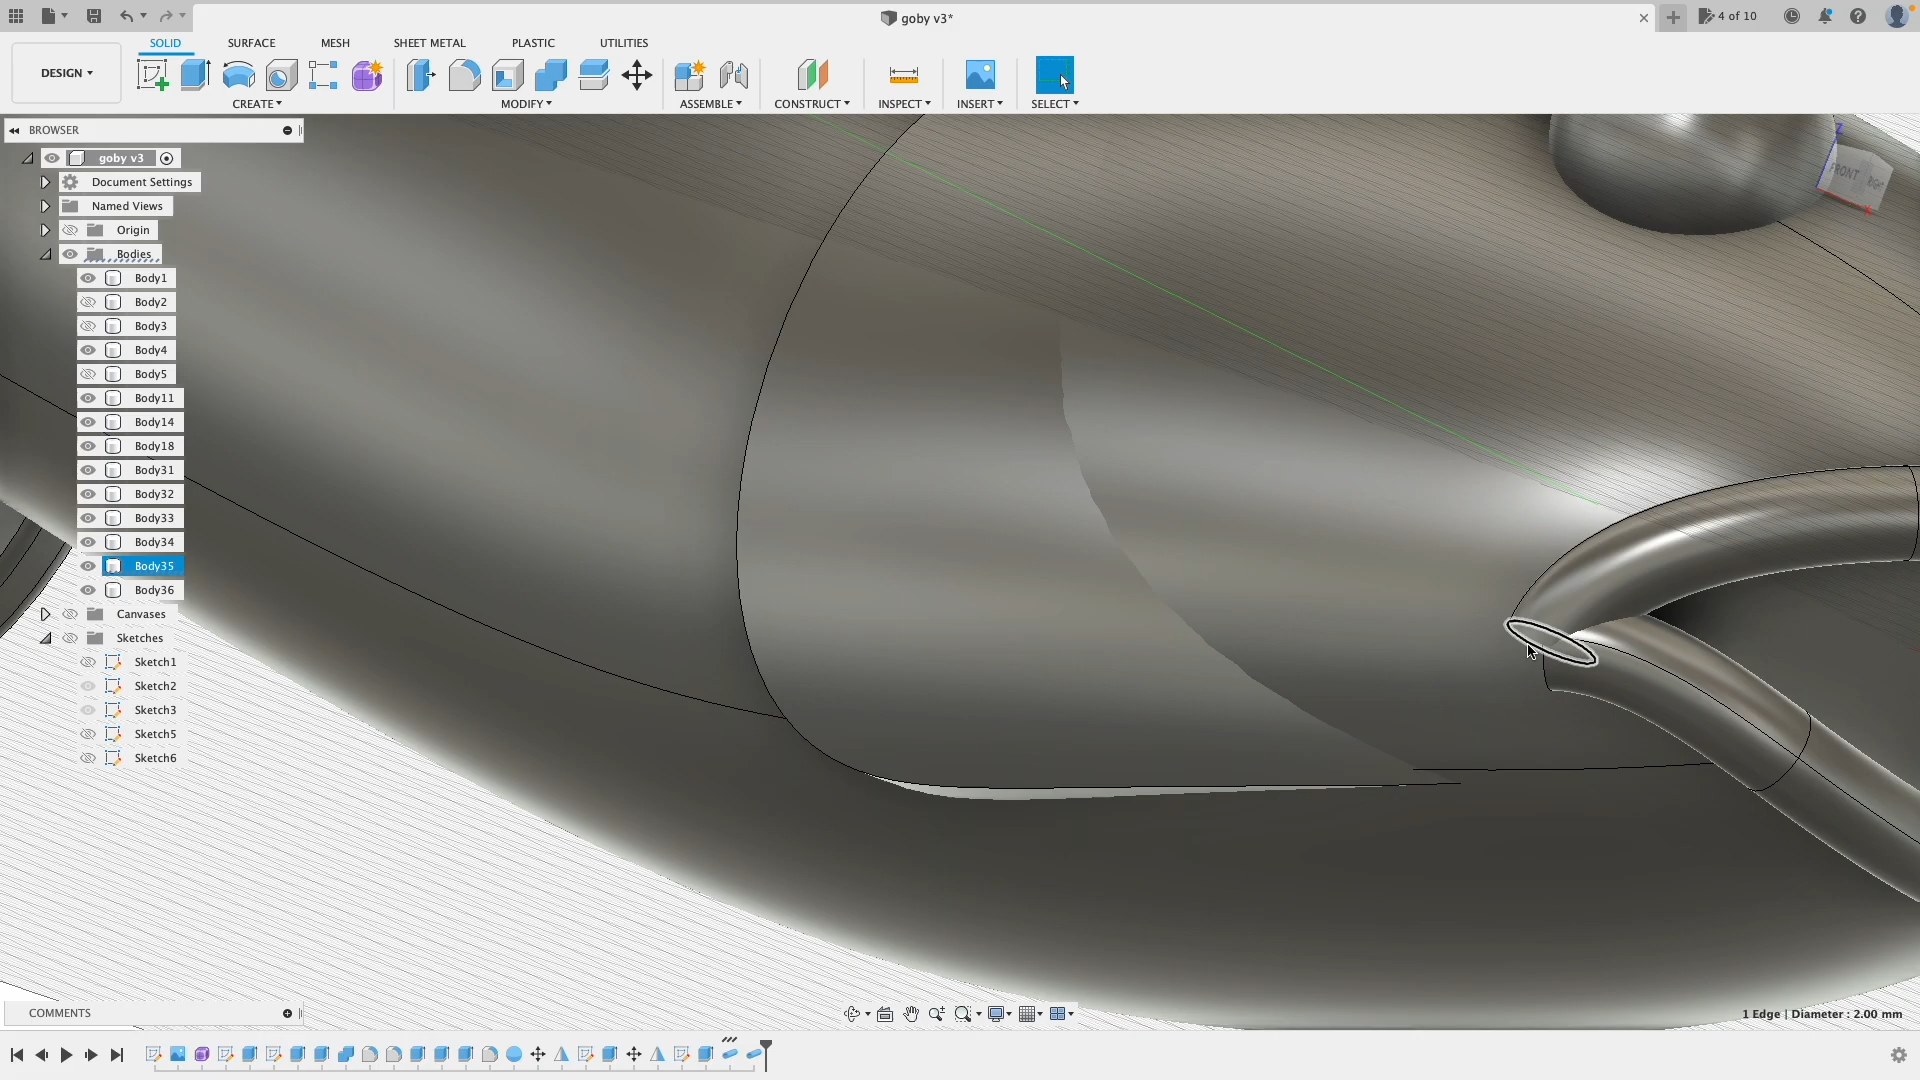 goby v3*
4 of 10
SOLID
SURFACE
MESH
SHEET METAL
PLASTIC
UTILITIES
DESIGN
CREATE
MODIFY
ASSEMBLE
CONSTRUCT
INSPECT
INSERT
SELECT
BROWSER
goby v3
Document Settings
Named Views
Origin
Bodies
Body1
Body2
Body3
Body4
Body5
Body11
Body14
Body18
Body31
Body32
Body33
Body34
Body35
Body36
Canvases
Sketches
Sketch1
Sketch2
Sketch3
Sketch5
Sketch6
Z
FRONT
RIGHT
X
COMMENTS
1 Edge | Diameter : 2.00 mm